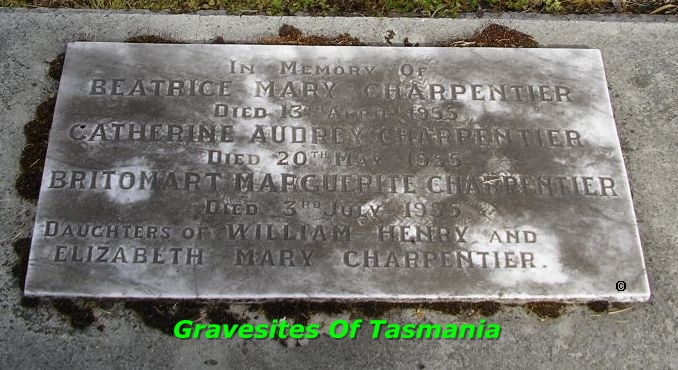 IN MEMORY OF
BEATRICE MARY CHARPENTIER
DIED 13TH APRIL 1955
CATHERINE AUDREY CHARPENTIER
DIED 20TH MAY 1955
BRITOMART MARGUERITE CHARPENTIER
DIED 3RD JULY 1955
DAUGHTERS OF WILLIAM HENRY AND
ELIZABETH MARY CHARPENTIER.
©
Gravesites Of Tasmania